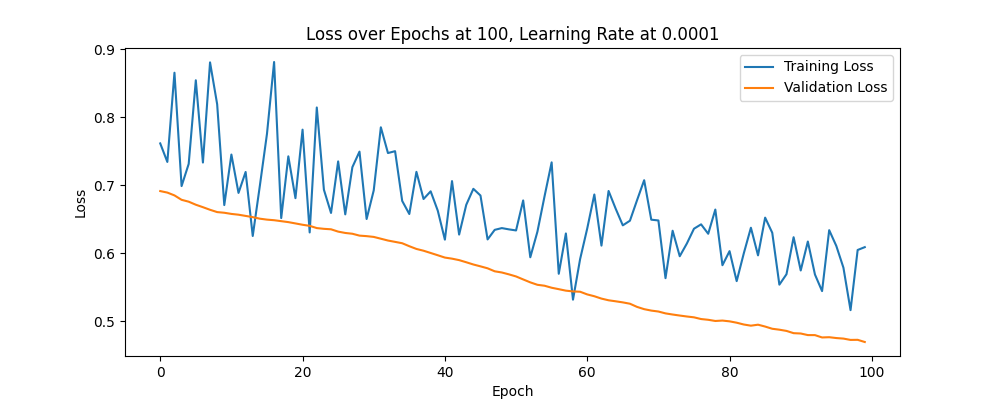 Loss over Epochs at 100, Learning Rate at 0.0001
Training Loss
Validation Loss
Loss
0.9
0.8
0.7
0.6
0.5
0 20 40 60 80 100
Epoch